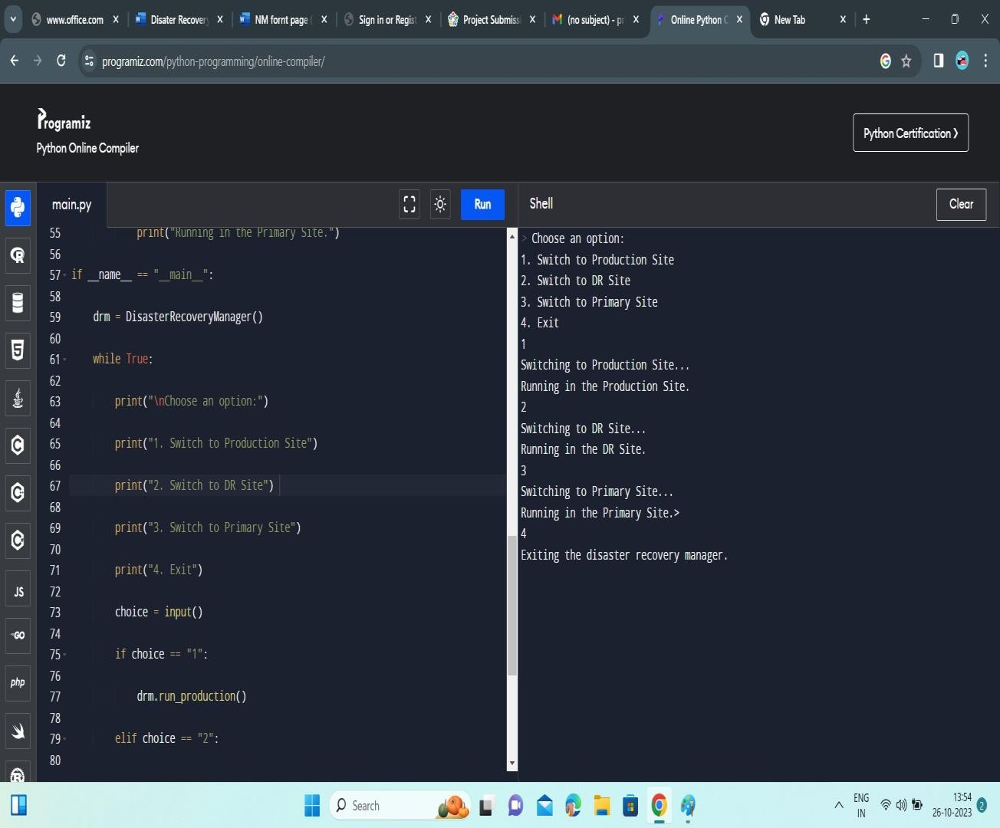 www.office.com
Disater Recover
NM fornt page (
Sign in or Regist
Project Submiss
(no subject) - pr
Online Python C
New Tab
programiz.com/python-programming/online-compiler/
Programiz
Python Online Compiler
Python Certification ❯
main.py
Run
Shell
Clear
55 print("Running in the Primary Site.")
56
57 if __name__ == "__main__":
58
59 drm = DisasterRecoveryManager()
60
61 while True:
62
63 print("\nChoose an option:")
64
65 print("1. Switch to Production Site")
66
67 print("2. Switch to DR Site")
68
69 print("3. Switch to Primary Site")
70
71 print("4. Exit")
72
73 choice = input()
74
75 if choice == "1":
76
77 drm.run_production()
78
79 elif choice == "2":
80
> Choose an option:
1. Switch to Production Site
2. Switch to DR Site
3. Switch to Primary Site
4. Exit
1
Switching to Production Site...
Running in the Production Site.
2
Switching to DR Site...
Running in the DR Site.
3
Switching to Primary Site...
Running in the Primary Site.>
4
Exiting the disaster recovery manager.
JS
GO
php
Search
ENG
IN
13:54
26-10-2023
2